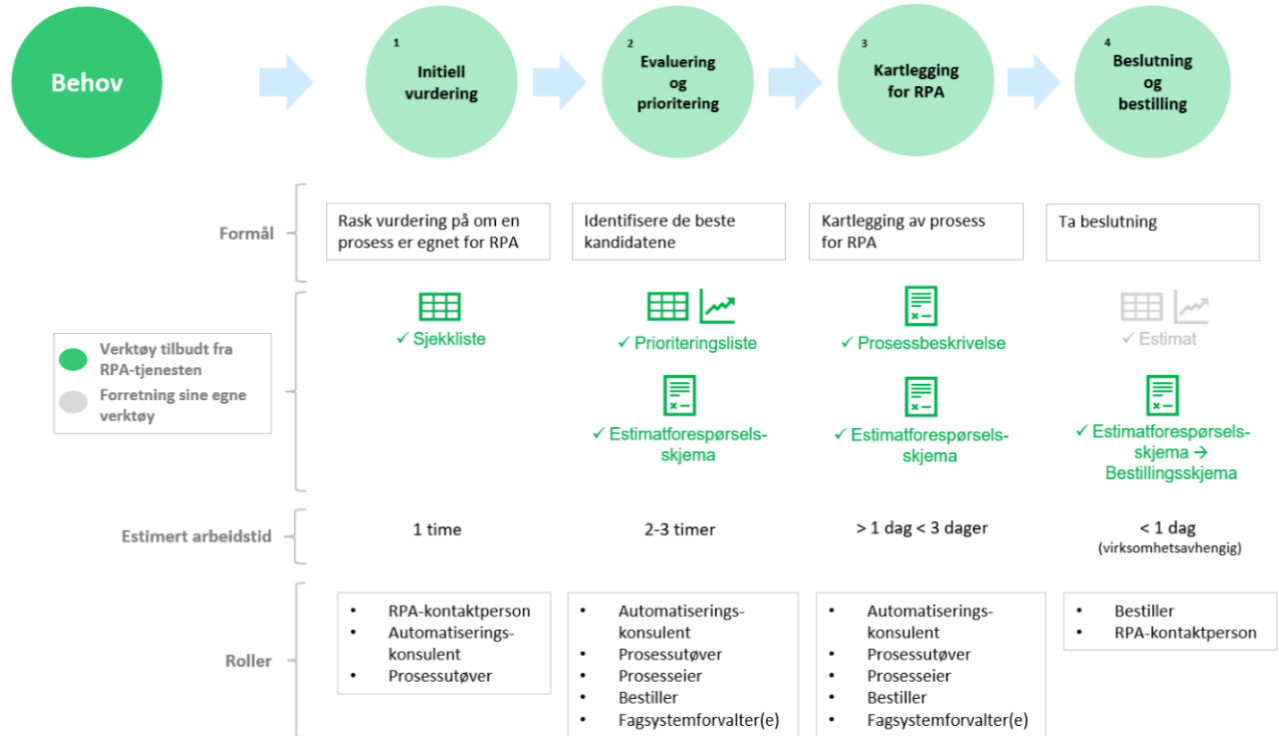 Behov
1
Initiell
vurdering
2
Evaluering
og
prioritering
3
Kartlegging
for RPA
4
Beslutning
og
bestilling
Formål
Rask vurdering på om en
prosess er egnet for RPA
Identifisere de beste
kandidatene
Kartlegging av prosess
for RPA
Ta beslutning
Verktøy tilbudt fra
RPA-tjenesten
Forretning sine egne
verktøy
✓ Sjekkliste
✓ Prioriteringsliste
✓ Prosessbeskrivelse
✓ Estimat
✓ Estimatforespørsels-
skjema
✓ Estimatforespørsels-
skjema
✓ Estimatforespørsels-
skjema →
Bestillingsskjema
Estimert arbeidstid
1 time
2-3 timer
> 1 dag < 3 dager
< 1 dag
(virksomhetsavhengig)
Roller
• RPA-kontaktperson
• Automatiserings-
konsulent
• Prosessutøver
• Automatiserings-
konsulent
• Prosessutøver
• Prosesseier
• Bestiller
• Fagsystemforvalter(e)
• Automatiserings-
konsulent
• Prosessutøver
• Prosesseier
• Bestiller
• Fagsystemforvalter(e)
• Bestiller
• RPA-kontaktperson